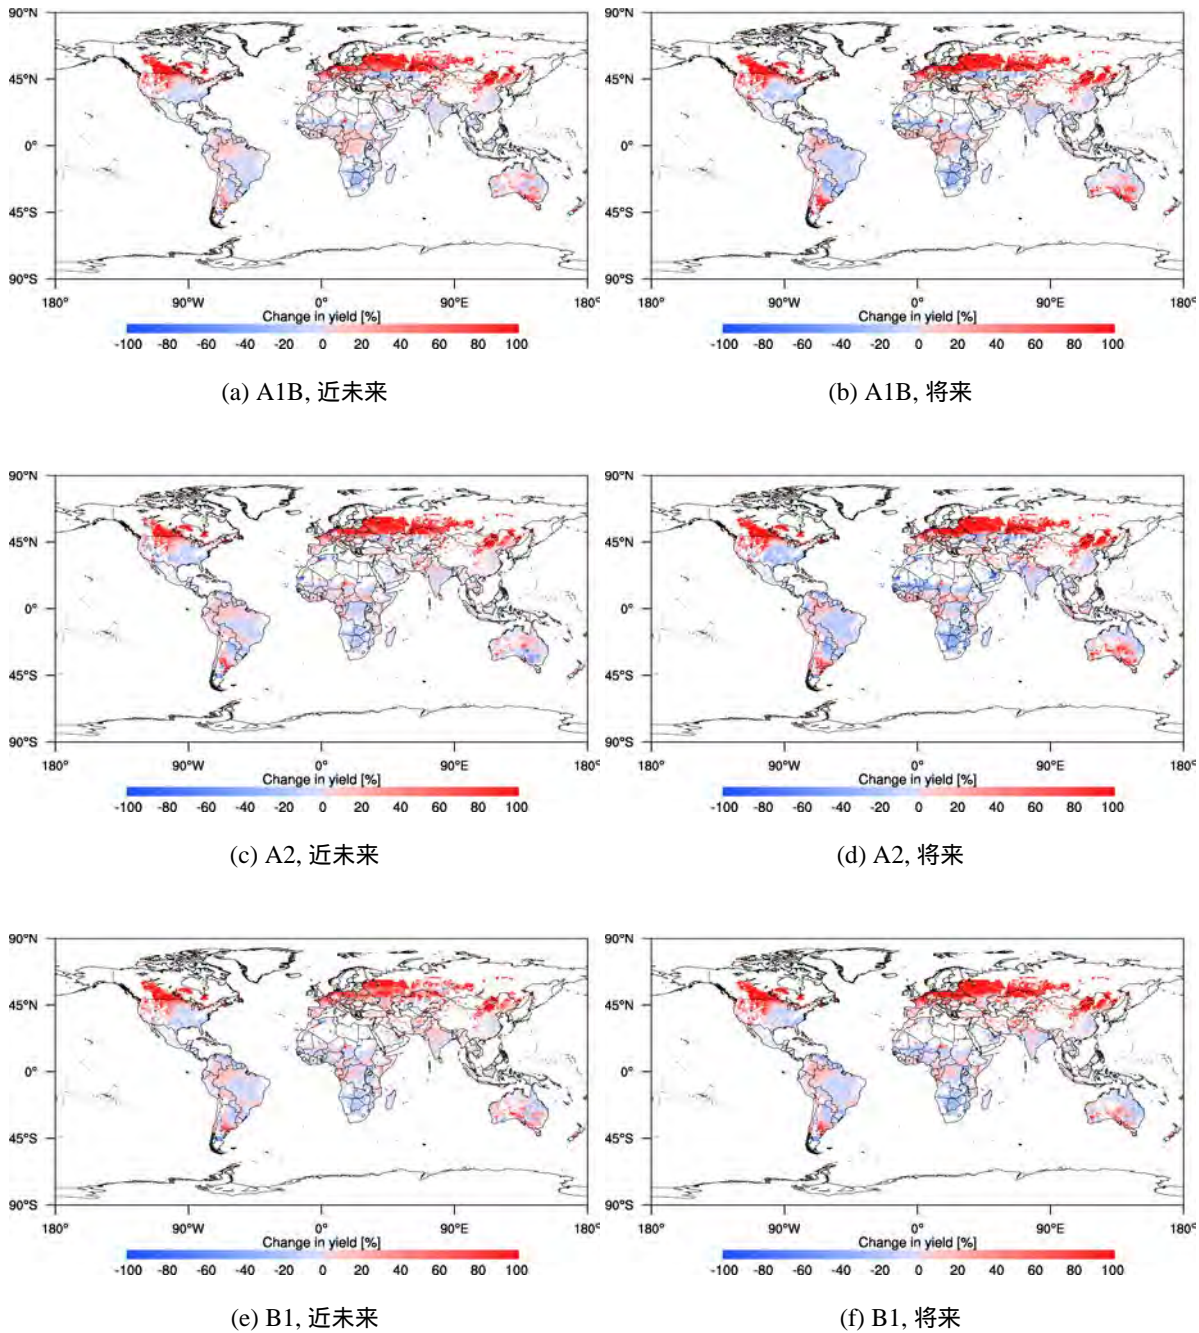 90°N 90°N
45°N 45°N
0° 0°
45°S 45°S
90°S 90°S
180° 90°W 0° 90°E 180° 180° 90°W 0° 90°E 180°
Change in yield [%] Change in yield [%]
-100 -80 -60 -40 -20 0 20 40 60 80 100 -100 -80 -60 -40 -20 0 20 40 60 80 100
(a) A1B, 近未来 (b) A1B, 将来
90°N 90°N
45°N 45°N
0° 0°
45°S 45°S
90°S 90°S
180° 90°W 0° 90°E 180° 180° 90°W 0° 90°E 180°
Change in yield [%] Change in yield [%]
-100 -80 -60 -40 -20 0 20 40 60 80 100 -100 -80 -60 -40 -20 0 20 40 60 80 100
(c) A2, 近未来 (d) A2, 将来
90°N 90°N
45°N 45°N
0° 0°
45°S 45°S
90°S 90°S
180° 90°W 0° 90°E 180° 180° 90°W 0° 90°E 180°
Change in yield [%] Change in yield [%]
-100 -80 -60 -40 -20 0 20 40 60 80 100 -100 -80 -60 -40 -20 0 20 40 60 80 100
(e) B1, 近未来 (f) B1, 将来